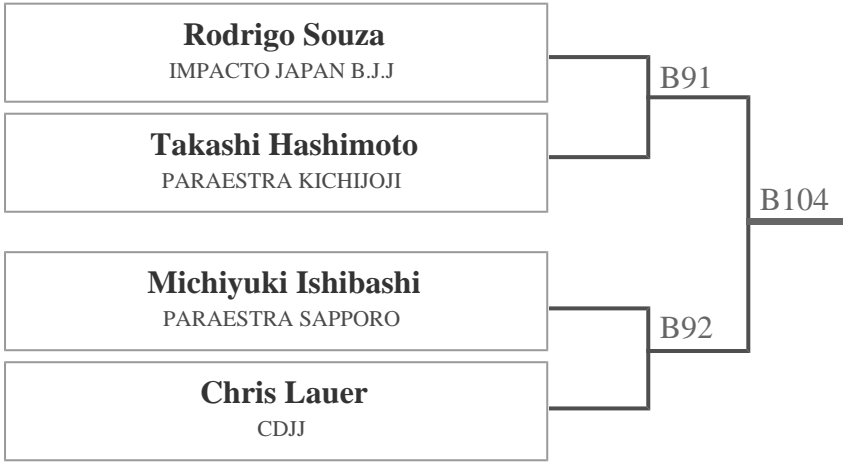 Rodrigo Souza
IMPACTO JAPAN B.J.J
B91
Takashi Hashimoto
PARAESTRA KICHIJOJI
B104
Michiyuki Ishibashi
PARAESTRA SAPPORO
B92
Chris Lauer
CDJJ